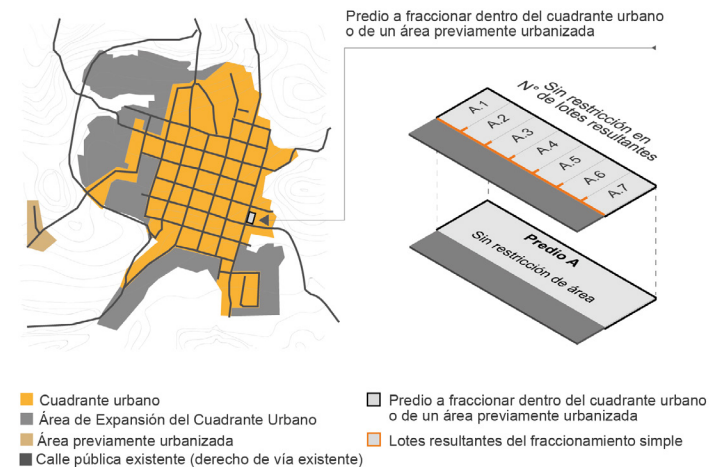 Predio a fraccionar dentro del cuadrante urbano
o de un área previamente urbanizada
Sin restricción en
N° de lotes resultantes
A.1
A.2
A.3
A.4
A.5
A.6
A.7
Predio A
Sin restricción de área
Cuadrante urbano
Área de Expansión del Cuadrante Urbano
Área previamente urbanizada
Calle pública existente (derecho de vía existente)
Predio a fraccionar dentro del cuadrante urbano
o de un área previamente urbanizada
Lotes resultantes del fraccionamiento simple